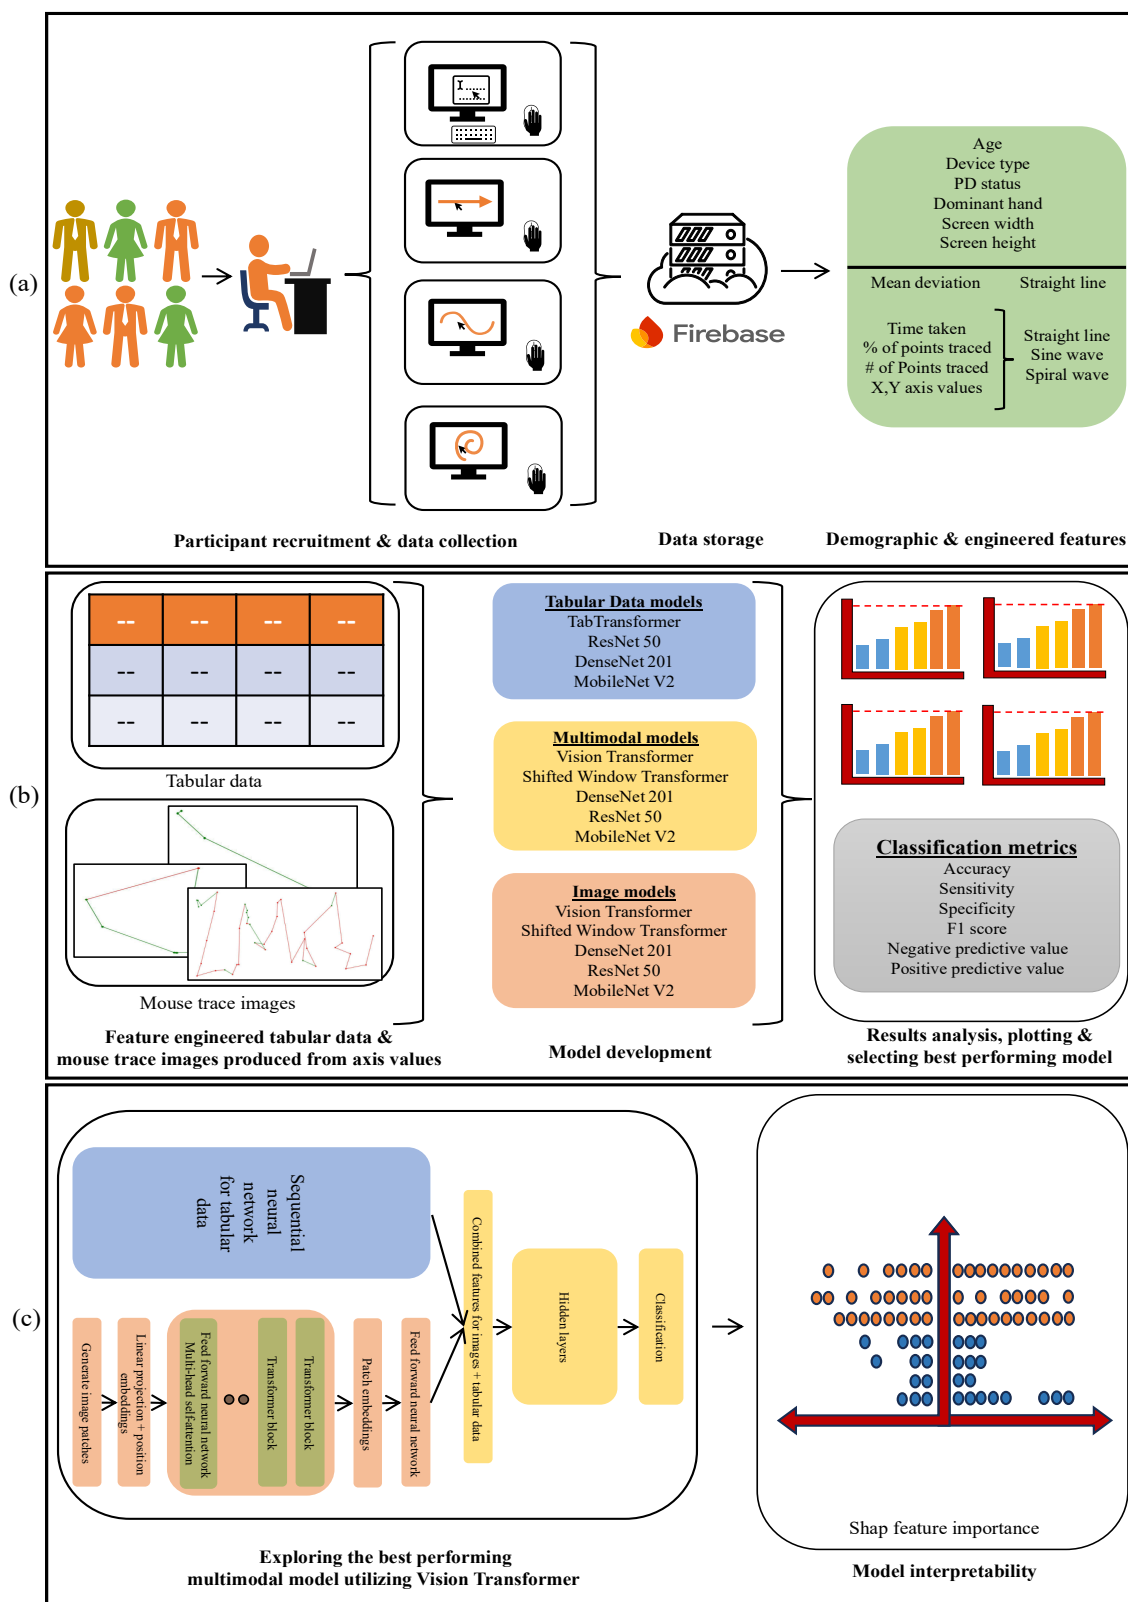 (a)
Firebase
Age
Device type
PD status
Dominant hand
Screen width
Screen height
Mean deviation
Straight line
Time taken
% of points traced
# of Points traced
X,Y axis values
Straight line
Sine wave
Spiral wave
Participant recruitment & data collection
Data storage
Demographic & engineered features
(b)
-- -- -- --
-- -- -- --
-- -- -- --
Tabular data
Mouse trace images
Feature engineered tabular data &
mouse trace images produced from axis values
Tabular Data models
TabTransformer
ResNet 50
DenseNet 201
MobileNet V2
Multimodal models
Vision Transformer
Shifted Window Transformer
DenseNet 201
ResNet 50
MobileNet V2
Image models
Vision Transformer
Shifted Window Transformer
DenseNet 201
ResNet 50
MobileNet V2
Model development
Classification metrics
Accuracy
Sensitivity
Specificity
F1 score
Negative predictive value
Positive predictive value
Results analysis, plotting &
selecting best performing model
(c)
Sequential
neural
network
for tabular
data
Generate image patches
Linear projection + position
embeddings
Feed forward neural network
Multi-head self-attention
Transformer block
Transformer block
Patch embeddings
Feed forward neural network
Combined features for images + tabular data
Hidden layers
Classification
Exploring the best performing
multimodal model utilizing Vision Transformer
Shap feature importance
Model interpretability